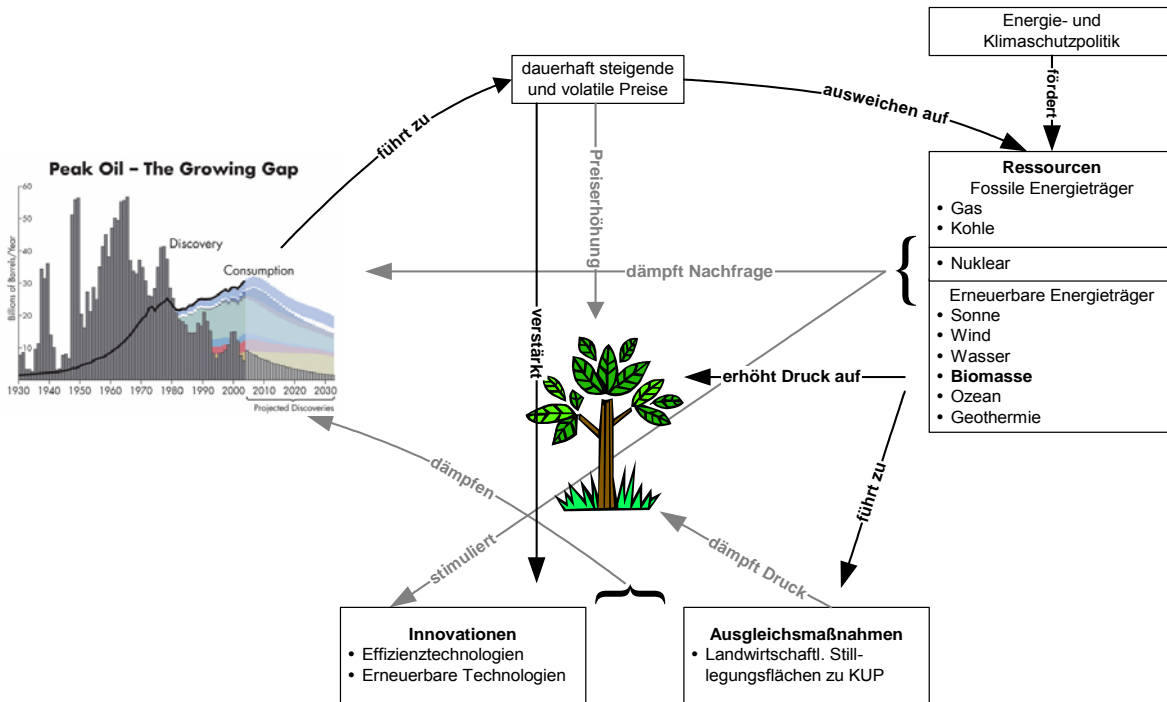 Energie- und
Klimaschutzpolitik
fördert
dauerhaft steigende
und volatile Preise
ausweichen auf
führt zu
Preiserhöhung
verstärkt
Peak Oil – The Growing Gap
Billions of Barrels/Year
60
50
40
30
20
10
Discovery
Consumption
1930 1940 1950 1960 1970 1980 1990 2000 2010 2020 2030
Projected Discoveries
Ressourcen
Fossile Energieträger
• Gas
• Kohle
• Nuklear
Erneuerbare Energieträger
• Sonne
• Wind
• Wasser
• Biomasse
• Ozean
• Geothermie
dämpft Nachfrage
erhöht Druck auf
führt zu
dämpfen
stimuliert
dämpft Druck
Innovationen
• Effizienztechnologien
• Erneuerbare Technologien
Ausgleichsmaßnahmen
• Landwirtschaftl. Still-
legungsflächen zu KUP